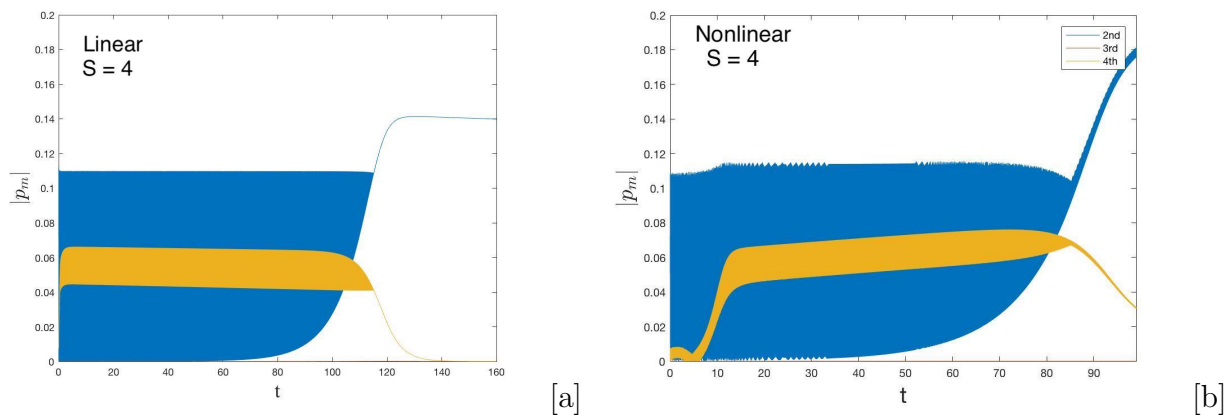 Linear
S = 4
|p_m|
0.2
0.18
0.16
0.14
0.12
0.1
0.08
0.06
0.04
0.02
0
0 20 40 60 80 100 120 140 160
t
[a]
Nonlinear
S = 4
2nd
3rd
4th
|p_m|
0.2
0.18
0.16
0.14
0.12
0.1
0.08
0.06
0.04
0.02
0
0 10 20 30 40 50 60 70 80 90
t
[b]